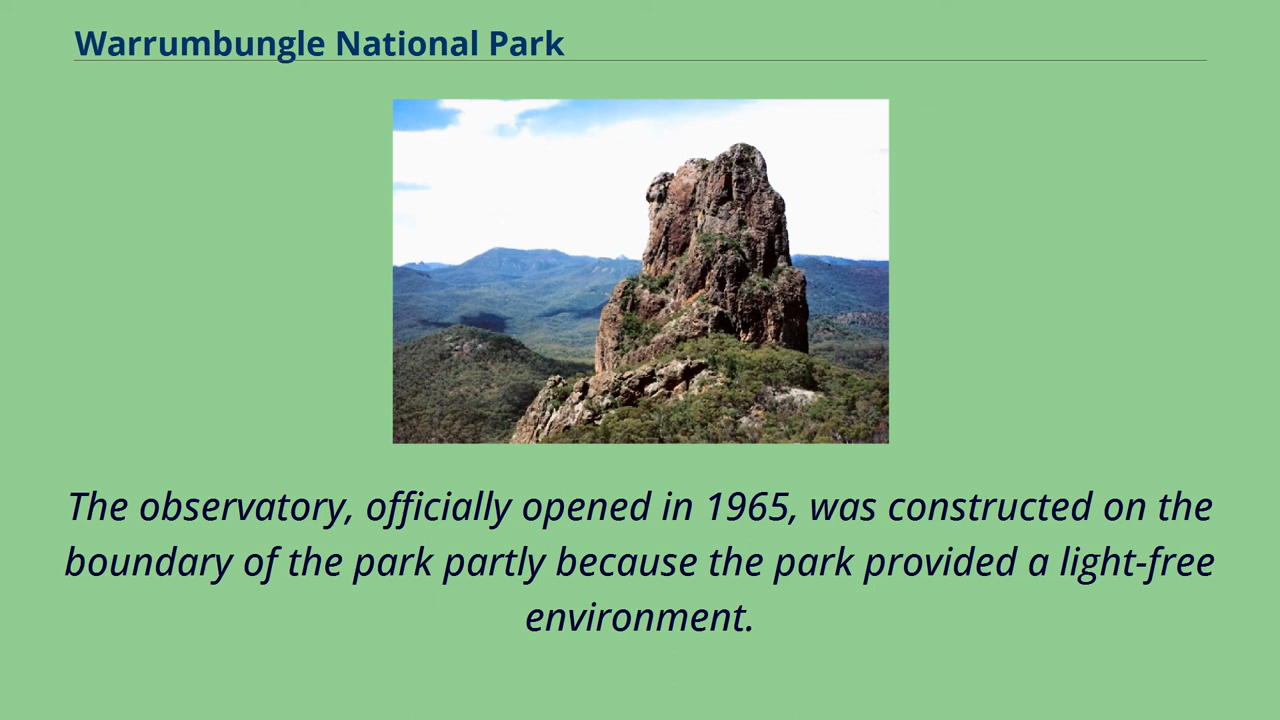 Warrumbungle National Park
The observatory, officially opened in 1965, was constructed on the
boundary of the park partly because the park provided a light-free
environment.